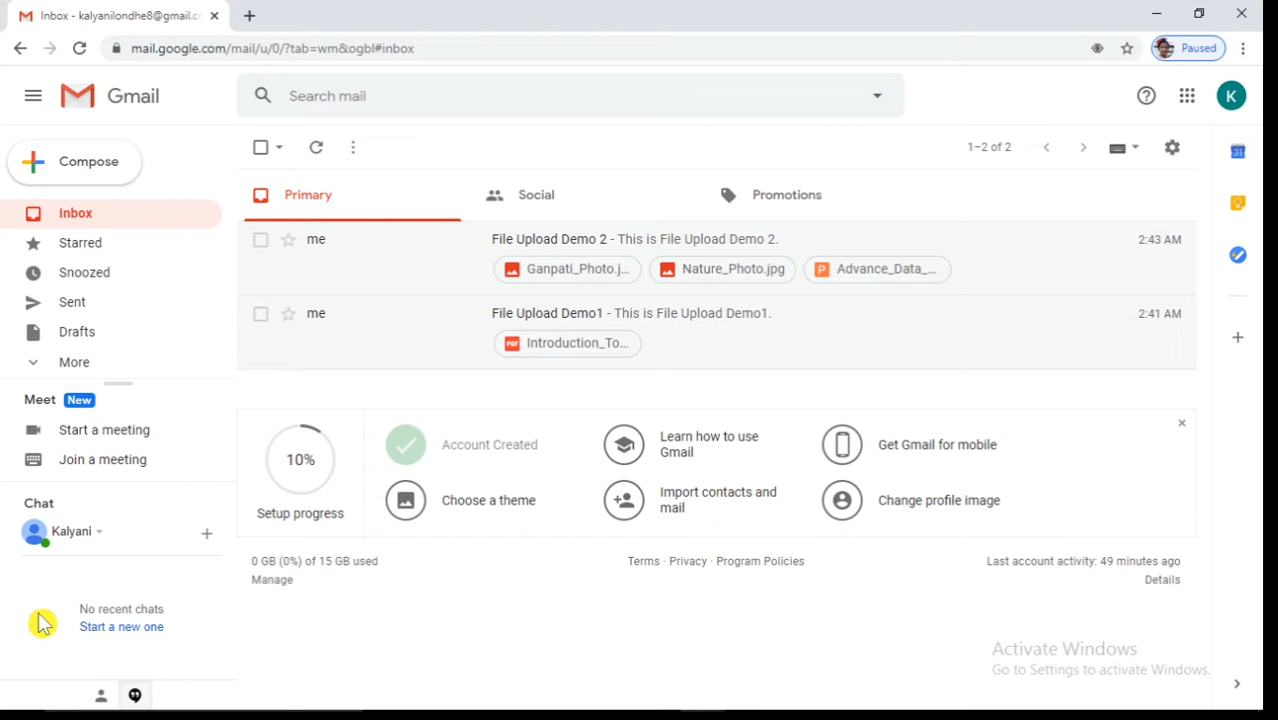 Inbox - kalyanilondhe8@gmail.cc
mail.google.com/mail/u/0/?tab=wm&ogbl#inbox
Paused
Gmail
Search mail
K
Compose
1–2 of 2
31
Primary
Social
Promotions
Inbox
Starred
Snoozed
Sent
Drafts
More
me
File Upload Demo 2 - This is File Upload Demo 2.
2:43 AM
Ganpati_Photo.j...
Nature_Photo.jpg
P
Advance_Data_...
me
File Upload Demo1 - This is File Upload Demo1.
2:41 AM
PDF
Introduction_To...
Meet New
Start a meeting
Join a meeting
Chat
Kalyani
No recent chats
Start a new one
10%
Setup progress
Account Created
Learn how to use
Gmail
Get Gmail for mobile
Choose a theme
Import contacts and
mail
Change profile image
0 GB (0%) of 15 GB used
Manage
Terms · Privacy · Program Policies
Last account activity: 49 minutes ago
Details
Activate Windows
Go to Settings to activate Windows.